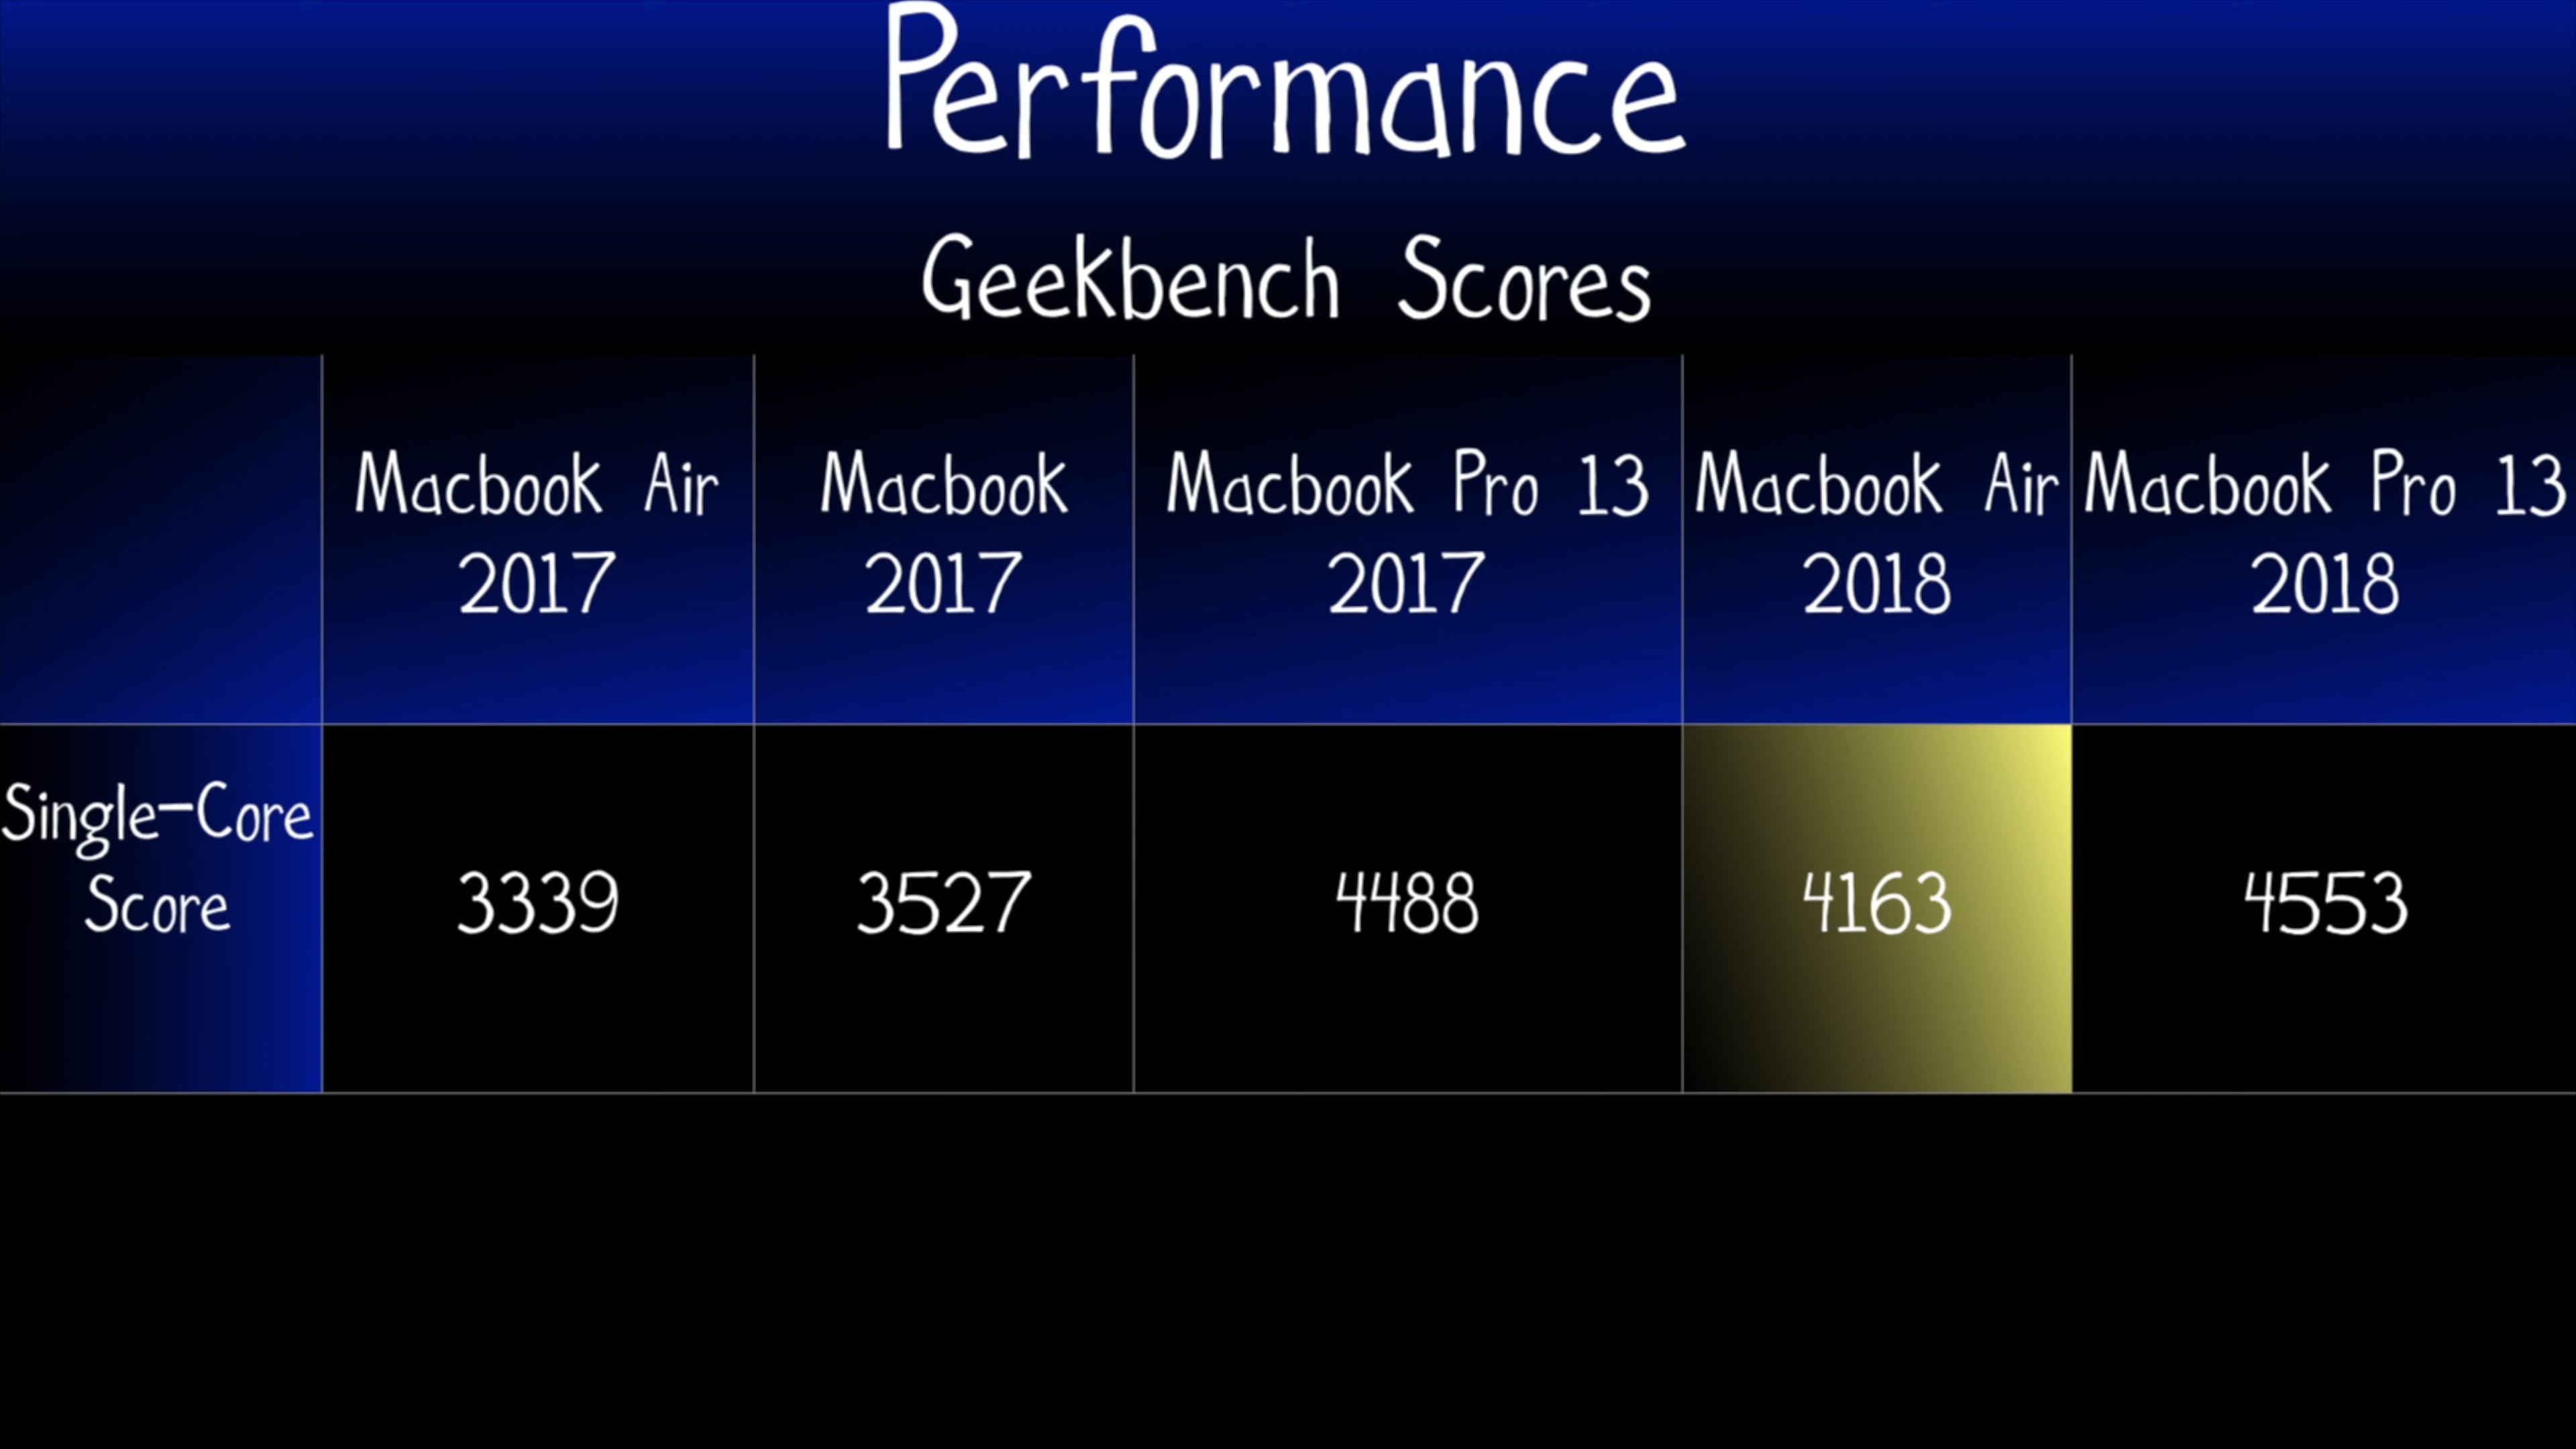 Performance
Geekbench Scores
Macbook Air 2017
Macbook 2017
Macbook Pro 13 2017
Macbook Air 2018
Macbook Pro 13 2018
Single-Core Score
3339
3527
4488
4163
4553